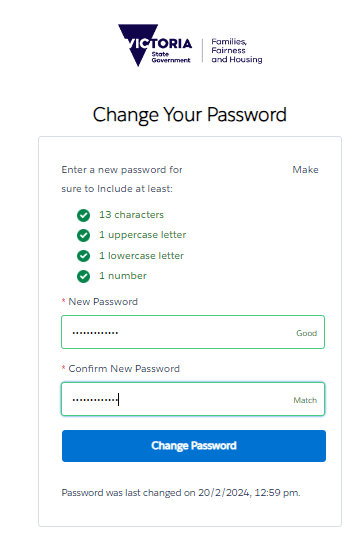 VICTORIA
State
Government
Families,
Fairness
and Housing
Change Your Password
Enter a new password for Make
sure to Include at least:
13 characters
1 uppercase letter
1 lowercase letter
1 number
* New Password
••••••••••••• Good
* Confirm New Password
••••••••••••• Match
Change Password
Password was last changed on 20/2/2024, 12:59 pm.